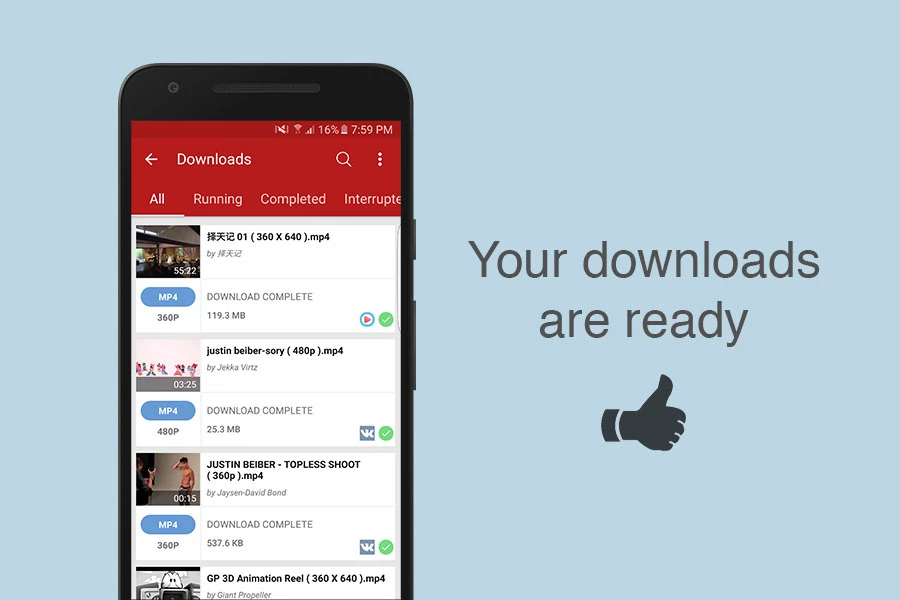 16% 7:59 PM
Downloads
All Running Completed Interrupte
择天记 01 ( 360 X 640 ).mp4
by 择天记
55:22
MP4
DOWNLOAD COMPLETE
360P
119.3 MB
justin beiber-sory ( 480p ).mp4
by Jekka Virtz
03:25
MP4
DOWNLOAD COMPLETE
480P
25.3 MB
JUSTIN BEIBER - TOPLESS SHOOT
( 360p ).mp4
by Jaysen-David Bond
00:15
MP4
DOWNLOAD COMPLETE
360P
537.6 KB
GP 3D Animation Reel ( 360 X 640 ).mp4
by Giant Propeller
Your downloads
are ready